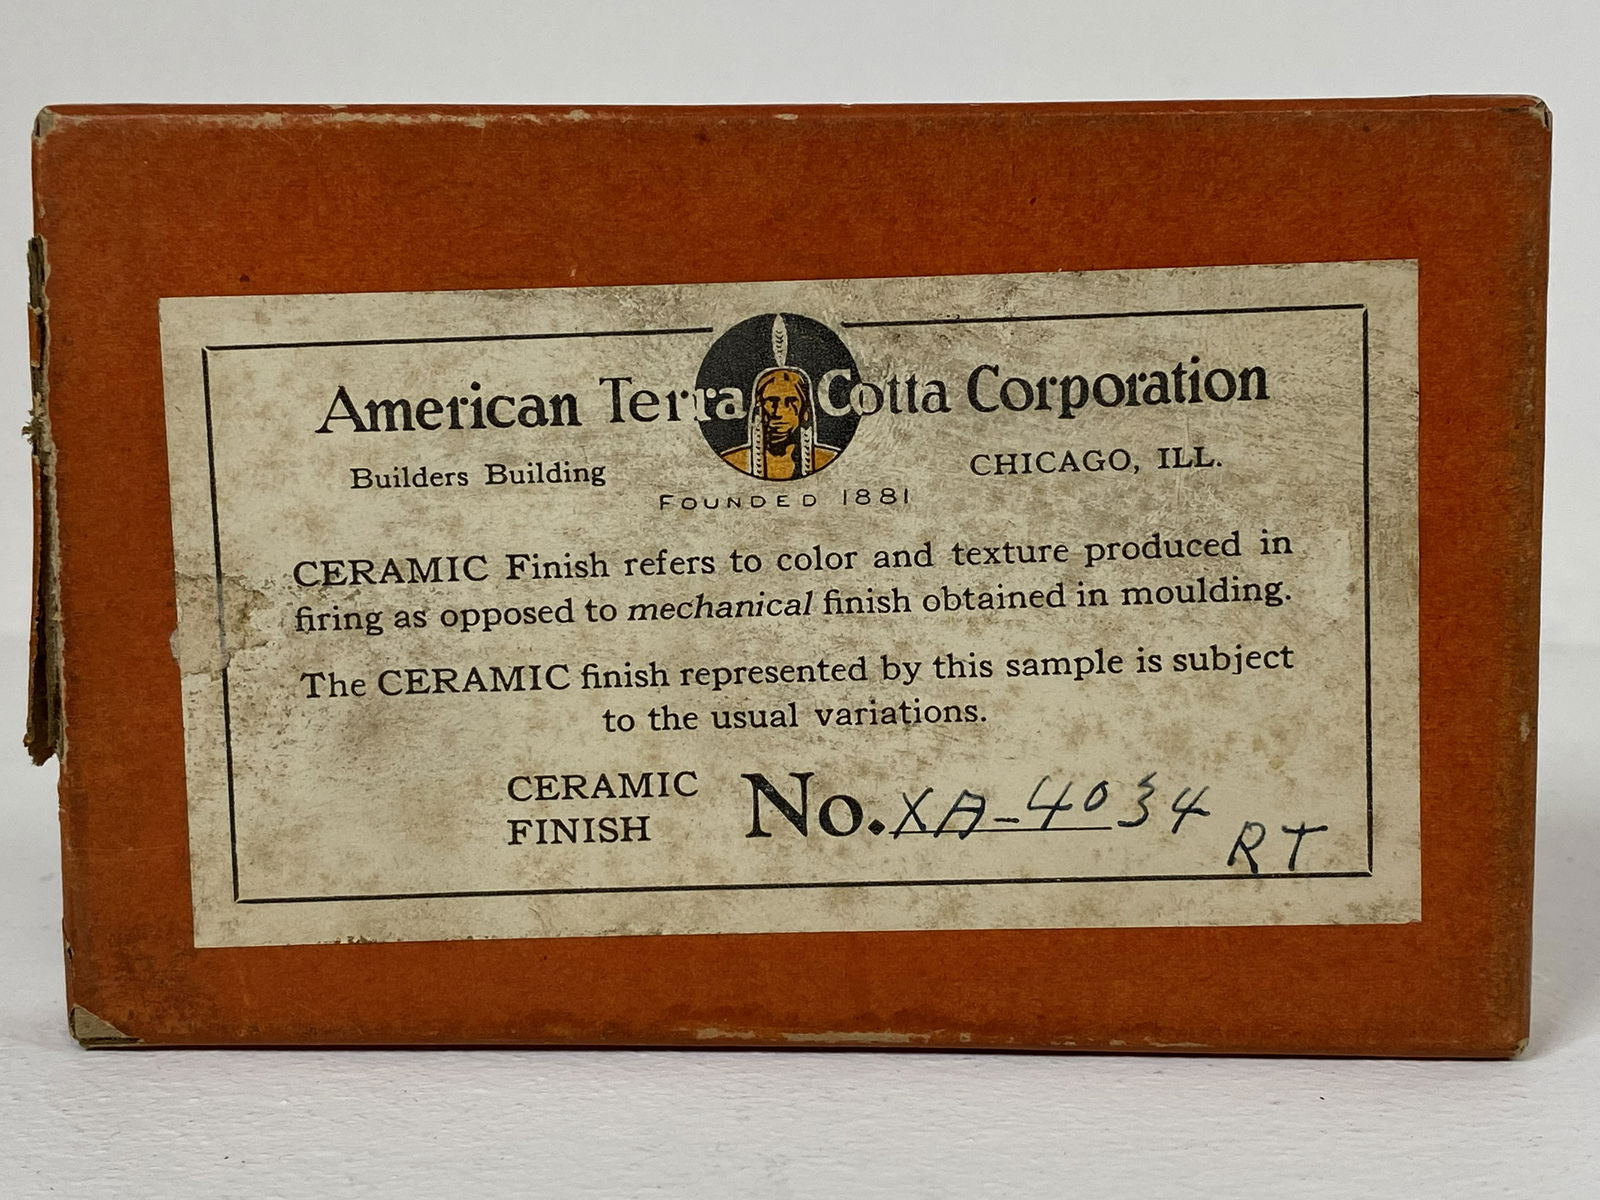 American Terra Cotta Corporation
Builders Building
CHICAGO, ILL.
FOUNDED 1881
CERAMIC Finish refers to color and texture produced in
firing as opposed to mechanical finish obtained in moulding.
The CERAMIC finish represented by this sample is subject
to the usual variations.
CERAMIC
FINISH
No. XA-4034
RT